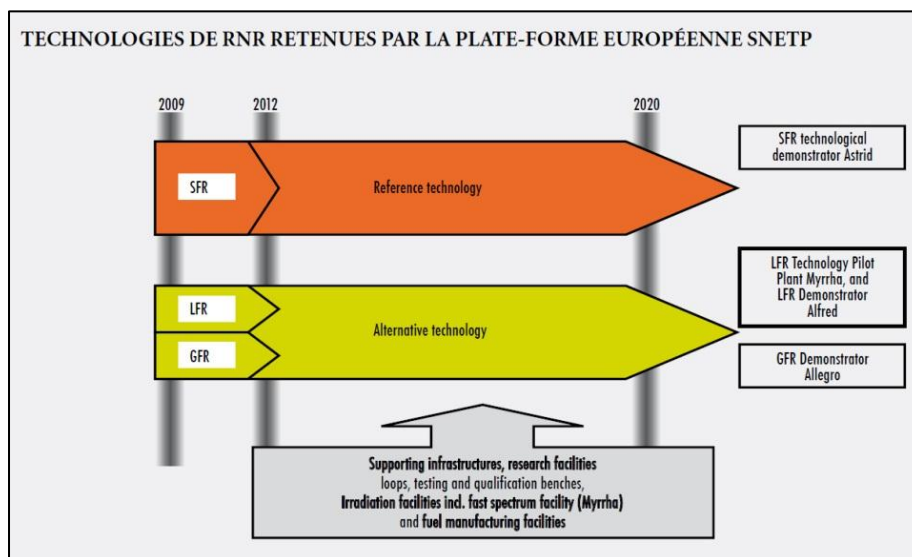 TECHNOLOGIES DE RNR RETENUES PAR LA PLATE-FORME EUROPÉENNE SNETP
2009
2012
2020
SFR
Reference technology
SFR technological
demonstrator Astrid
LFR
GFR
Alternative technology
LFR Technology Pilot
Plant Myrrha, and
LFR Demonstrator
Alfred
GFR Demonstrator
Allegro
Supporting infrastructures, research facilities
loops, testing and qualification benches,
Irradiation facilities incl. fast spectrum facility (Myrrha)
and fuel manufacturing facilities